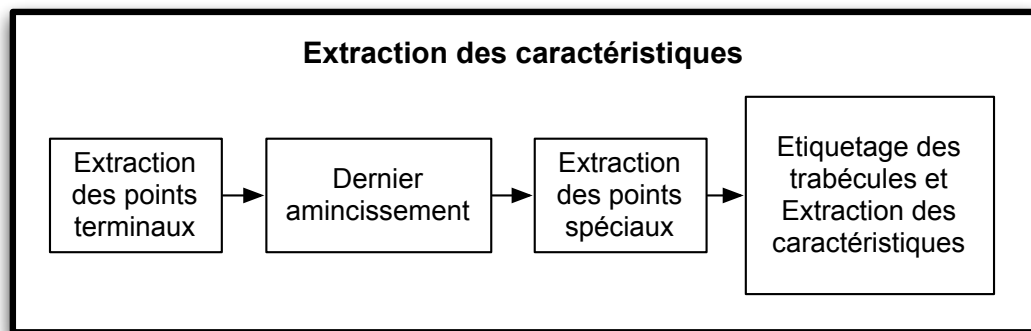 Extraction des caractéristiques
Extraction
des points
terminaux
Dernier
amincissement
Extraction
des points
spéciaux
Etiquetage des
trabécules et
Extraction des
caractéristiques